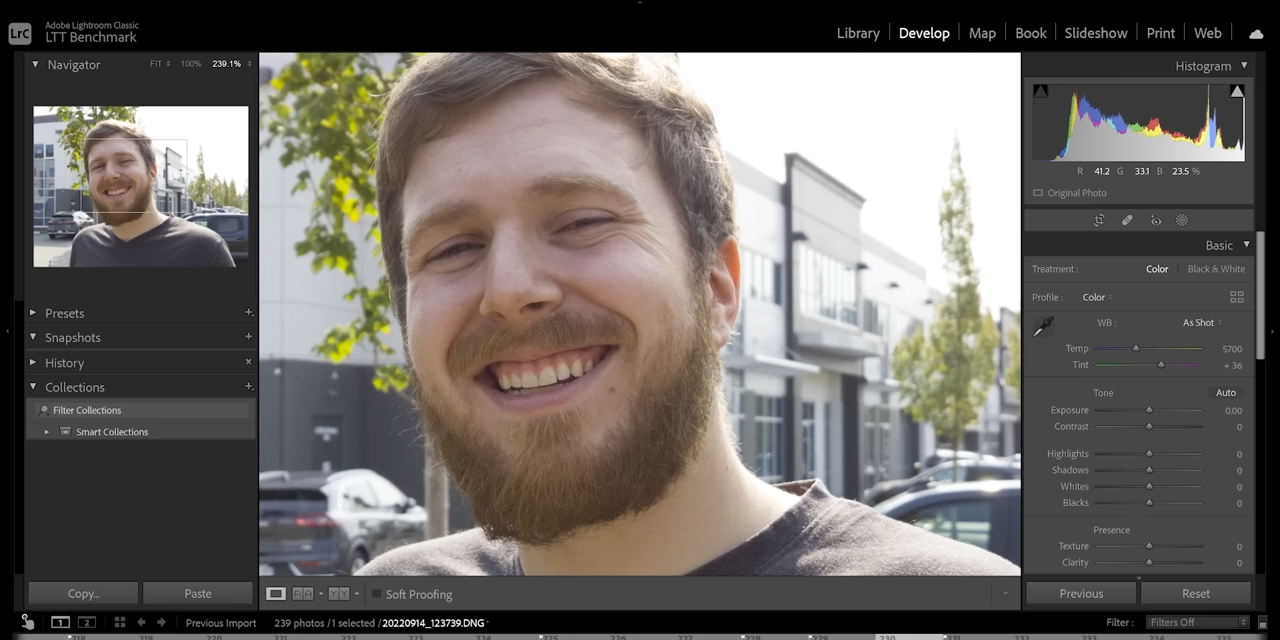 LrC
Adobe Lightroom Classic
LTT Benchmark
Library Develop Map Book Slideshow Print Web
Navigator FIT 100% 239.1%
Histogram
R 41.2 G 33.1 B 23.5 %
Original Photo
Basic
Treatment : Color Black & White
Profile : Color
WB : As Shot
Temp 5700
Tint + 36
Tone Auto
Exposure 0.00
Contrast 0
Highlights 0
Shadows 0
Whites 0
Blacks 0
Presence
Texture 0
Clarity 0
Presets
Snapshots
History
Collections
Filter Collections
Smart Collections
Copy... Paste
Soft Proofing
Previous Reset
1 2 Previous Import 239 photos / 1 selected / 20220914_123739.DNG
Filter : Filters Off